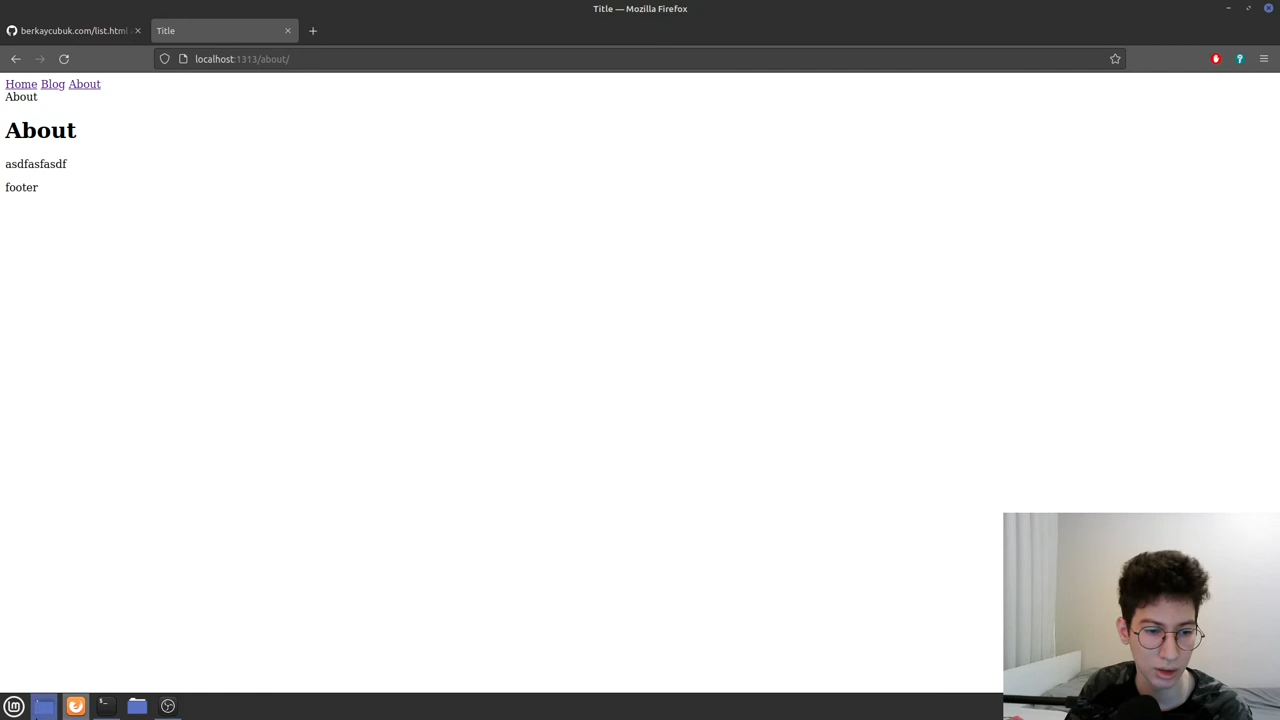 Title — Mozilla Firefox
berkaycubuk.com/list.html
Title
localhost:1313/about/
Home Blog About
About
About
asdfasfasdf
footer